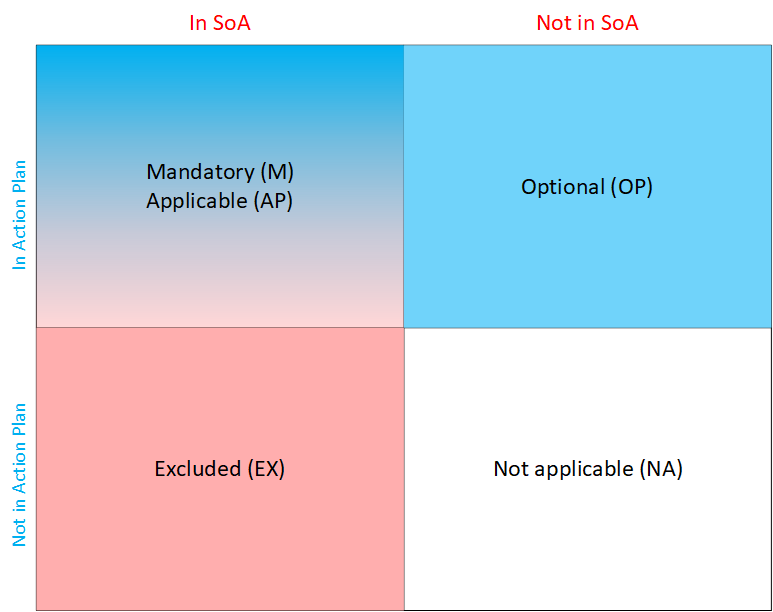 In SoA
Not in SoA
In Action Plan
Mandatory (M)
Applicable (AP)
Optional (OP)
Not in Action Plan
Excluded (EX)
Not applicable (NA)